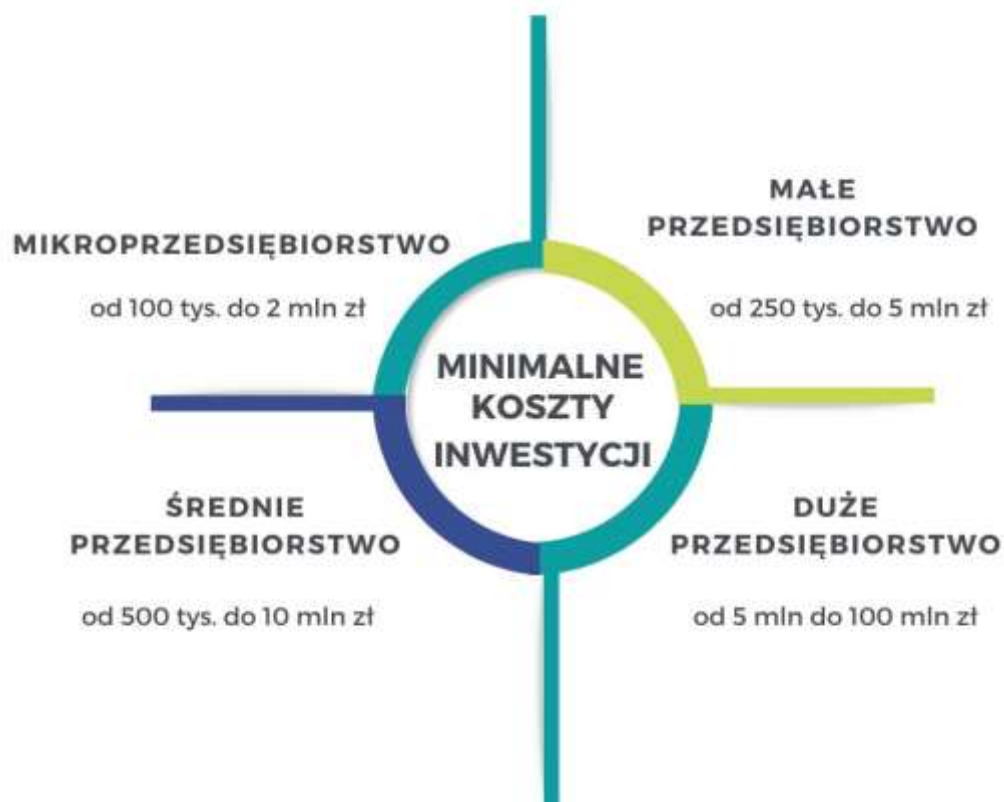 MIKROPRZEDSIĘBIORSTWO
od 100 tys. do 2 mln zł
MAŁE
PRZEDSIĘBIORSTWO
od 250 tys. do 5 mln zł
MINIMALNE
KOSZTY
INWESTYCJI
ŚREDNIE
PRZEDSIĘBIORSTWO
od 500 tys. do 10 mln zł
DUŻE
PRZEDSIĘBIORSTWO
od 5 mln do 100 mln zł